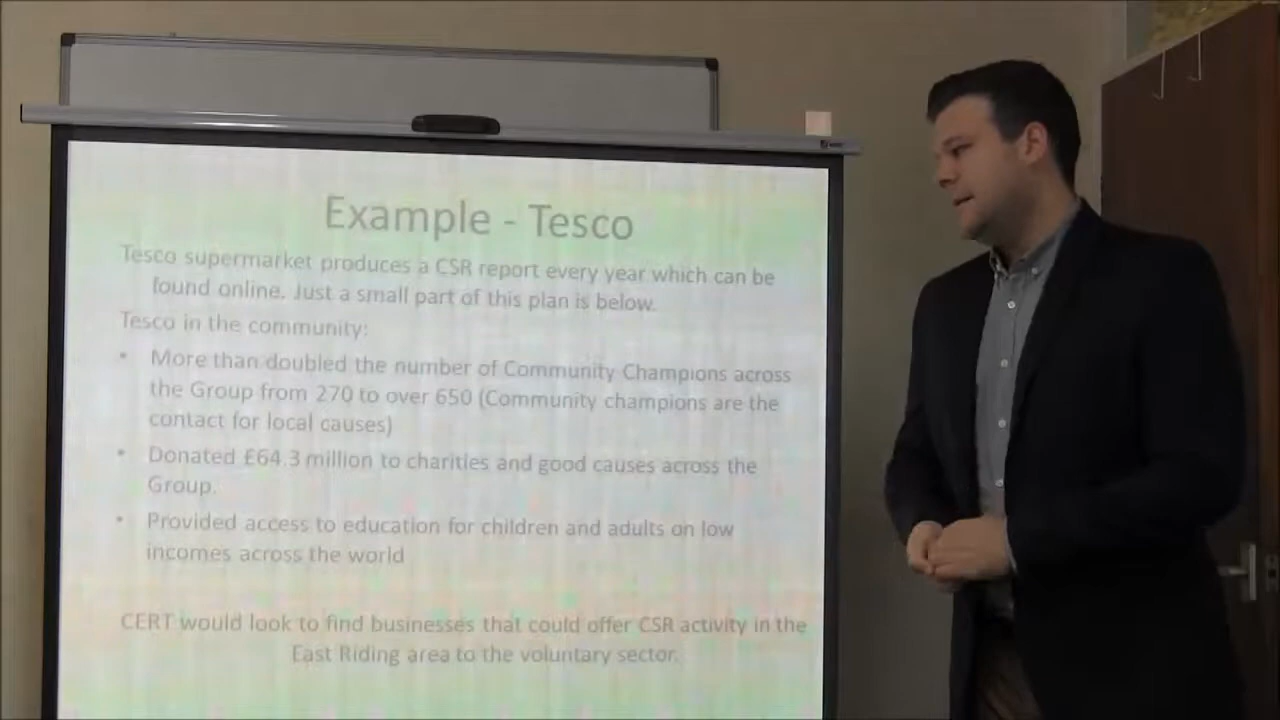 Example - Tesco
Tesco supermarket produces a CSR report every year which can be
found online. Just a small part of this plan is below.
Tesco in the community:
• More than doubled the number of Community Champions across
the Group from 270 to over 650 (Community champions are the
contact for local causes)
• Donated £64.3 million to charities and good causes across the
Group.
• Provided access to education for children and adults on low
incomes across the world
CERT would look to find businesses that could offer CSR activity in the
East Riding area to the voluntary sector.